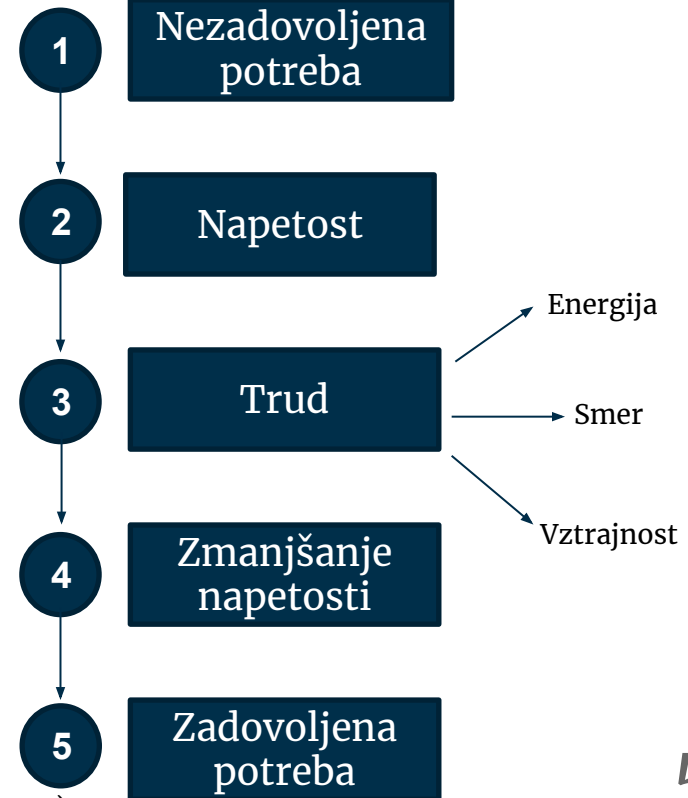 1
Nezadovoljena
potreba
2
Napetost
Energija
3
Trud
Smer
Vztrajnost
4
Zmanjšanje
napetosti
5
Zadovoljena
potreba